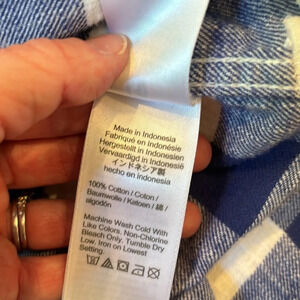 Made in Indonesia
Fabriqué en Indonésie
Hergestellt in Indonesien
Vervaardigd in Indonesië
インドネシア製
hecho en indonesia
100% Cotton / Coton /
Baumwolle / Katoen / 綿 /
algodón
Machine Wash Cold With
Like Colors. Non-Chlorine
Bleach Only. Tumble Dry
Low. Iron on Lowest
Setting.